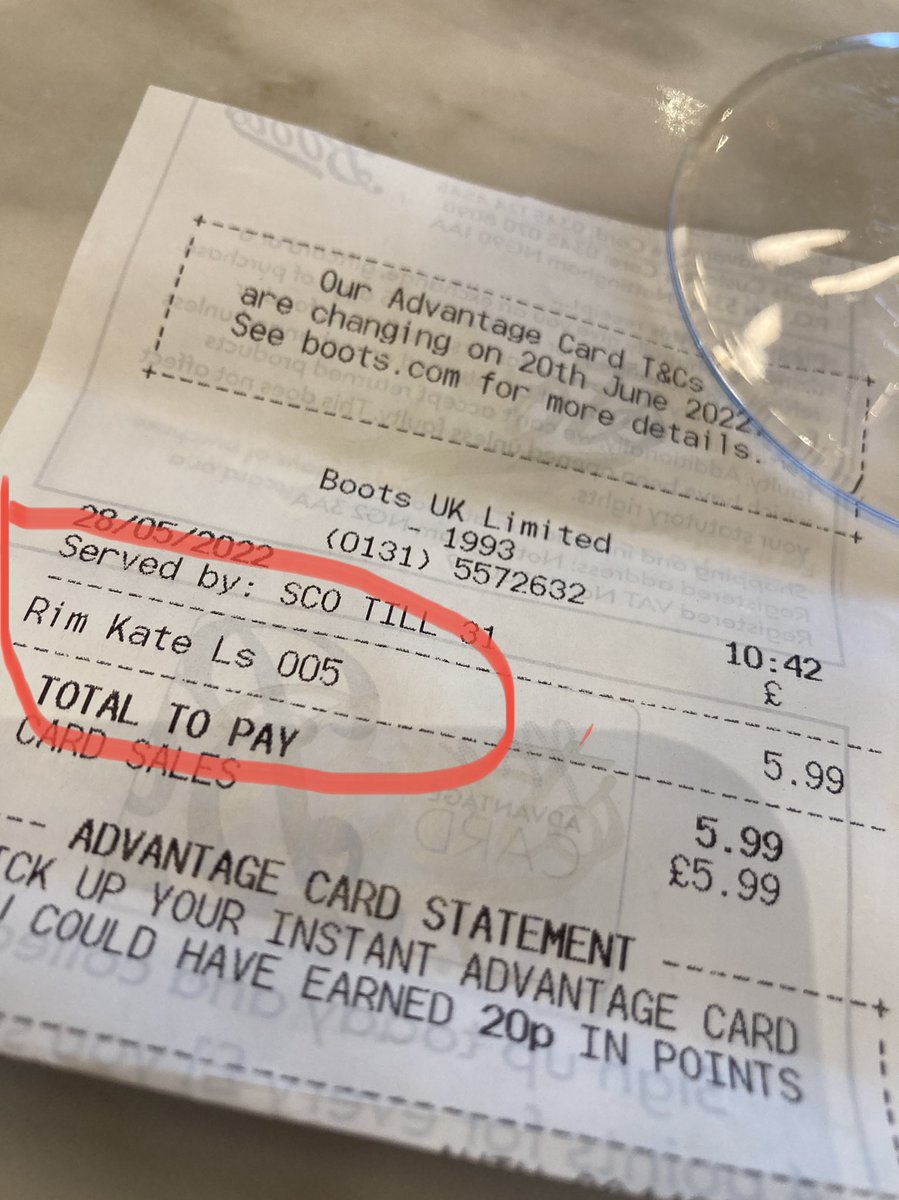 Our Advantage Card T&Cs
are changing on 20th June 2022.
See boots.com for more details.
Boots UK Limited
- 1993
28/05/2022 (0131) 5572632
Served by: SCO TILL 31 10:42
£
Rim Kate Ls 005 5.99
TOTAL TO PAY 5.99
CARD SALES £5.99
ADVANTAGE CARD STATEMENT
UP YOUR INSTANT ADVANTAGE CARD
COULD HAVE EARNED 20p IN POINTS